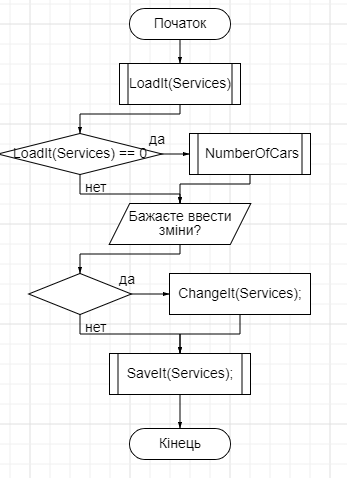 Початок
LoadIt(Services)
LoadIt(Services) == 0
да
NumberOfCars
нет
Бажаєте ввести
зміни?
да
ChangeIt(Services);
нет
SaveIt(Services);
Кінець